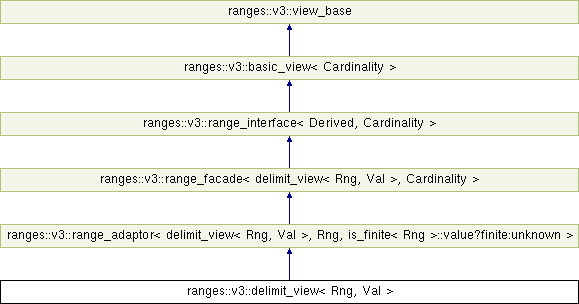 ranges::v3::view_base
ranges::v3::basic_view< Cardinality >
ranges::v3::range_interface< Derived, Cardinality >
ranges::v3::range_facade< delimit_view< Rng, Val >, Cardinality >
ranges::v3::range_adaptor< delimit_view< Rng, Val >, Rng, is_finite< Rng >::value?finite:unknown >
ranges::v3::delimit_view< Rng, Val >